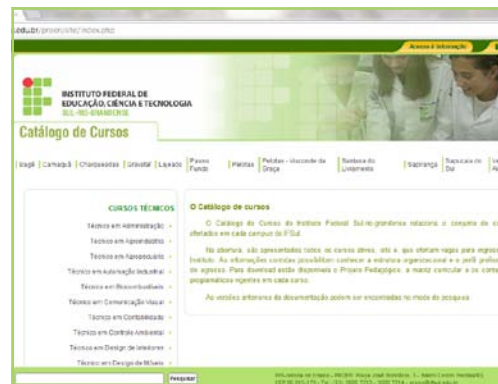 .edu.br/proen/site/index.php
Acesso à Informação
INSTITUTO FEDERAL DE
EDUCAÇÃO, CIÊNCIA E TECNOLOGIA
SUL-RIO-GRANDENSE
Catálogo de Cursos
Bagé | Camaquã | Charqueadas | Gravataí | Lajeado | Passo Fundo | Pelotas | Pelotas - Visconde da Graça | Santana do Livramento | Sapiranga | Sapucaia do Sul
CURSOS TÉCNICOS
Técnico em Administração
Técnico em Agroindústria
Técnico em Agropecuária
Técnico em Automação Industrial
Técnico em Biocombustíveis
Técnico em Comunicação Visual
Técnico em Contabilidade
Técnico em Controle Ambiental
Técnico em Design de Interiores
Técnico em Design de Móveis
O Catálogo de cursos
O Catálogo de Cursos do Instituto Federal Sul-rio-grandense relaciona o conjunto de
ofertados em cada campus do IFSul.
Na abertura, são apresentados todos os cursos ativos, isto é, que ofertam vagas para
Instituto. As informações contidas possibilitam conhecer a estrutura organizacional e o perfil
de egresso. Para download estão disponíveis o Projeto Pedagógico, a matriz curricular e os
programáticos vigentes em cada curso.
As versões anteriores da documentação podem ser encontradas no modo de pesquisa.
Pesquisar